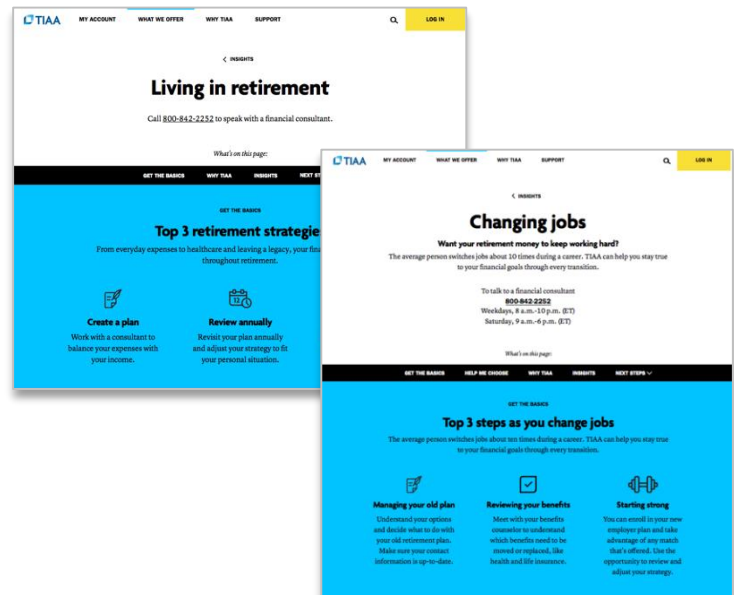 TIAA
MY ACCOUNT WHAT WE OFFER WHY TIAA SUPPORT LOG IN
INSIGHTS
Living in retirement
Call 800-842-2252 to speak with a financial consultant.
What's on this page:
GET THE BASICS WHY TIAA INSIGHTS NEXT ST
GET THE BASICS
Top 3 retirement strategie
From everyday expenses to healthcare and leaving a legacy, your fina
throughout retirement.
Create a plan
Work with a consultant to
balance your expenses with
your income.
12
Review annually
Revisit your plan annually
and adjust your strategy to fit
your personal situation.
TIAA
MY ACCOUNT WHAT WE OFFER WHY TIAA SUPPORT LOG IN
INSIGHTS
Changing jobs
Want your retirement money to keep working hard?
The average person switches jobs about 10 times during a career. TIAA can help you stay true
to your financial goals through every transition.
To talk to a financial consultant
800-842-2252
Weekdays, 8 a.m.-10 p.m. (ET)
Saturday, 9 a.m.-6 p.m. (ET)
What's on this page:
GET THE BASICS HELP ME CHOOSE WHY TIAA INSIGHTS NEXT STEPS
GET THE BASICS
Top 3 steps as you change jobs
The average person switches jobs about ten times during a career. TIAA can help you stay true
to your financial goals through every transition.
Managing your old plan
Understand your options
and decide what to do with
your old retirement plan.
Make sure your contact
information is up-to-date.
Reviewing your benefits
Meet with your benefits
counselor to understand
which benefits need to be
moved or replaced, like
health and life insurance.
Starting strong
You can enroll in your new
employer plan and take
advantage of any match
that's offered. Use the
opportunity to review and
adjust your strategy.